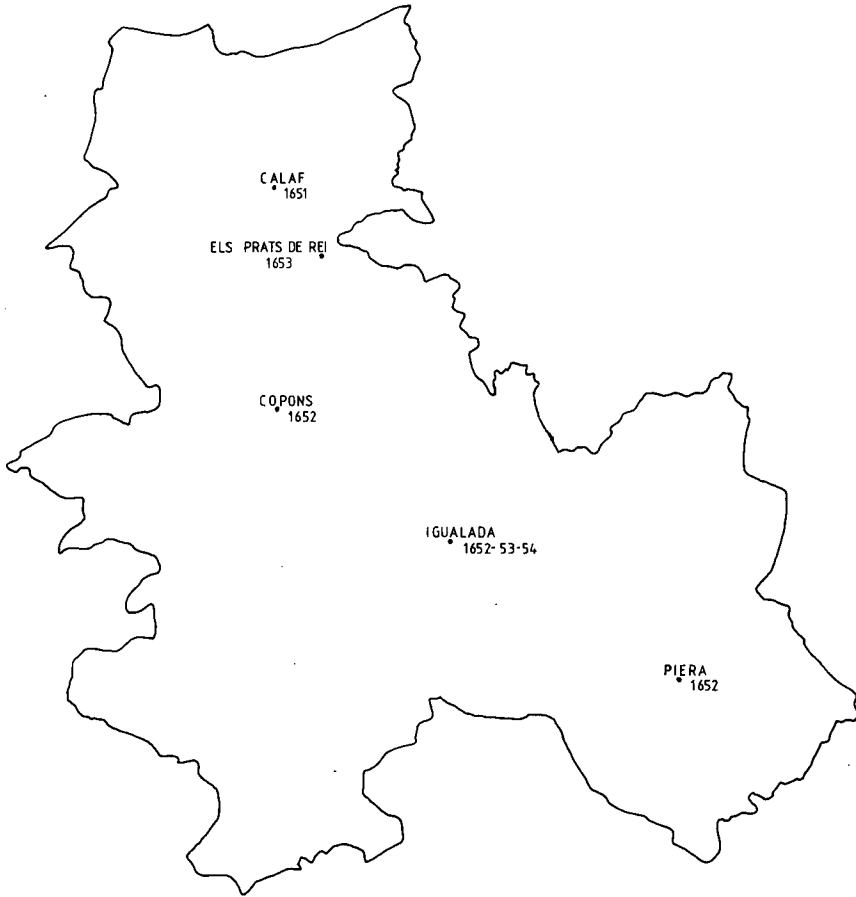 CALAF
1651
ELS PRATS DE REI
1653
COPONS
1652
IGUALADA
1652-53-54
PIERA
1652